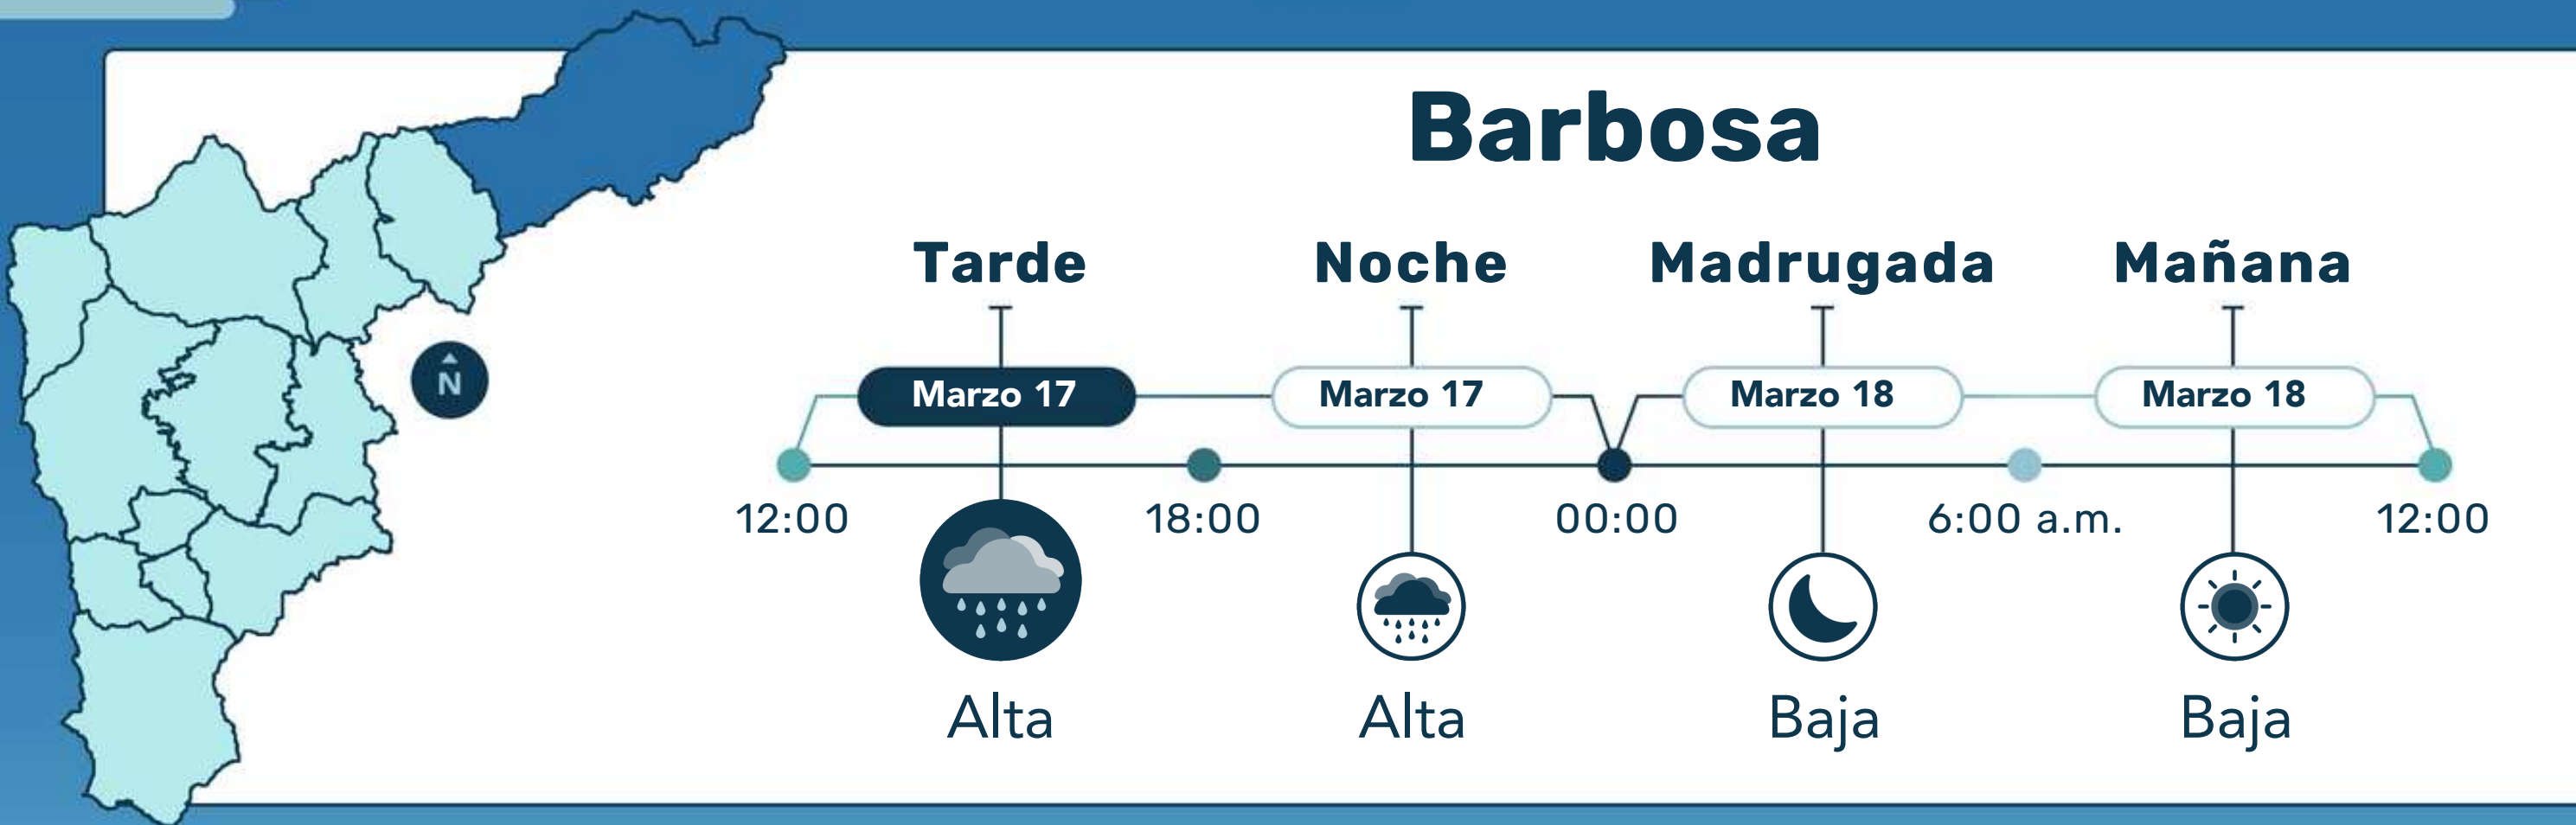 Barbosa
Tarde Noche Madrugada Mañana
Marzo 17 Marzo 17 Marzo 18 Marzo 18
N
12:00 18:00 00:00 6:00 a.m. 12:00
Alta Alta Baja Baja